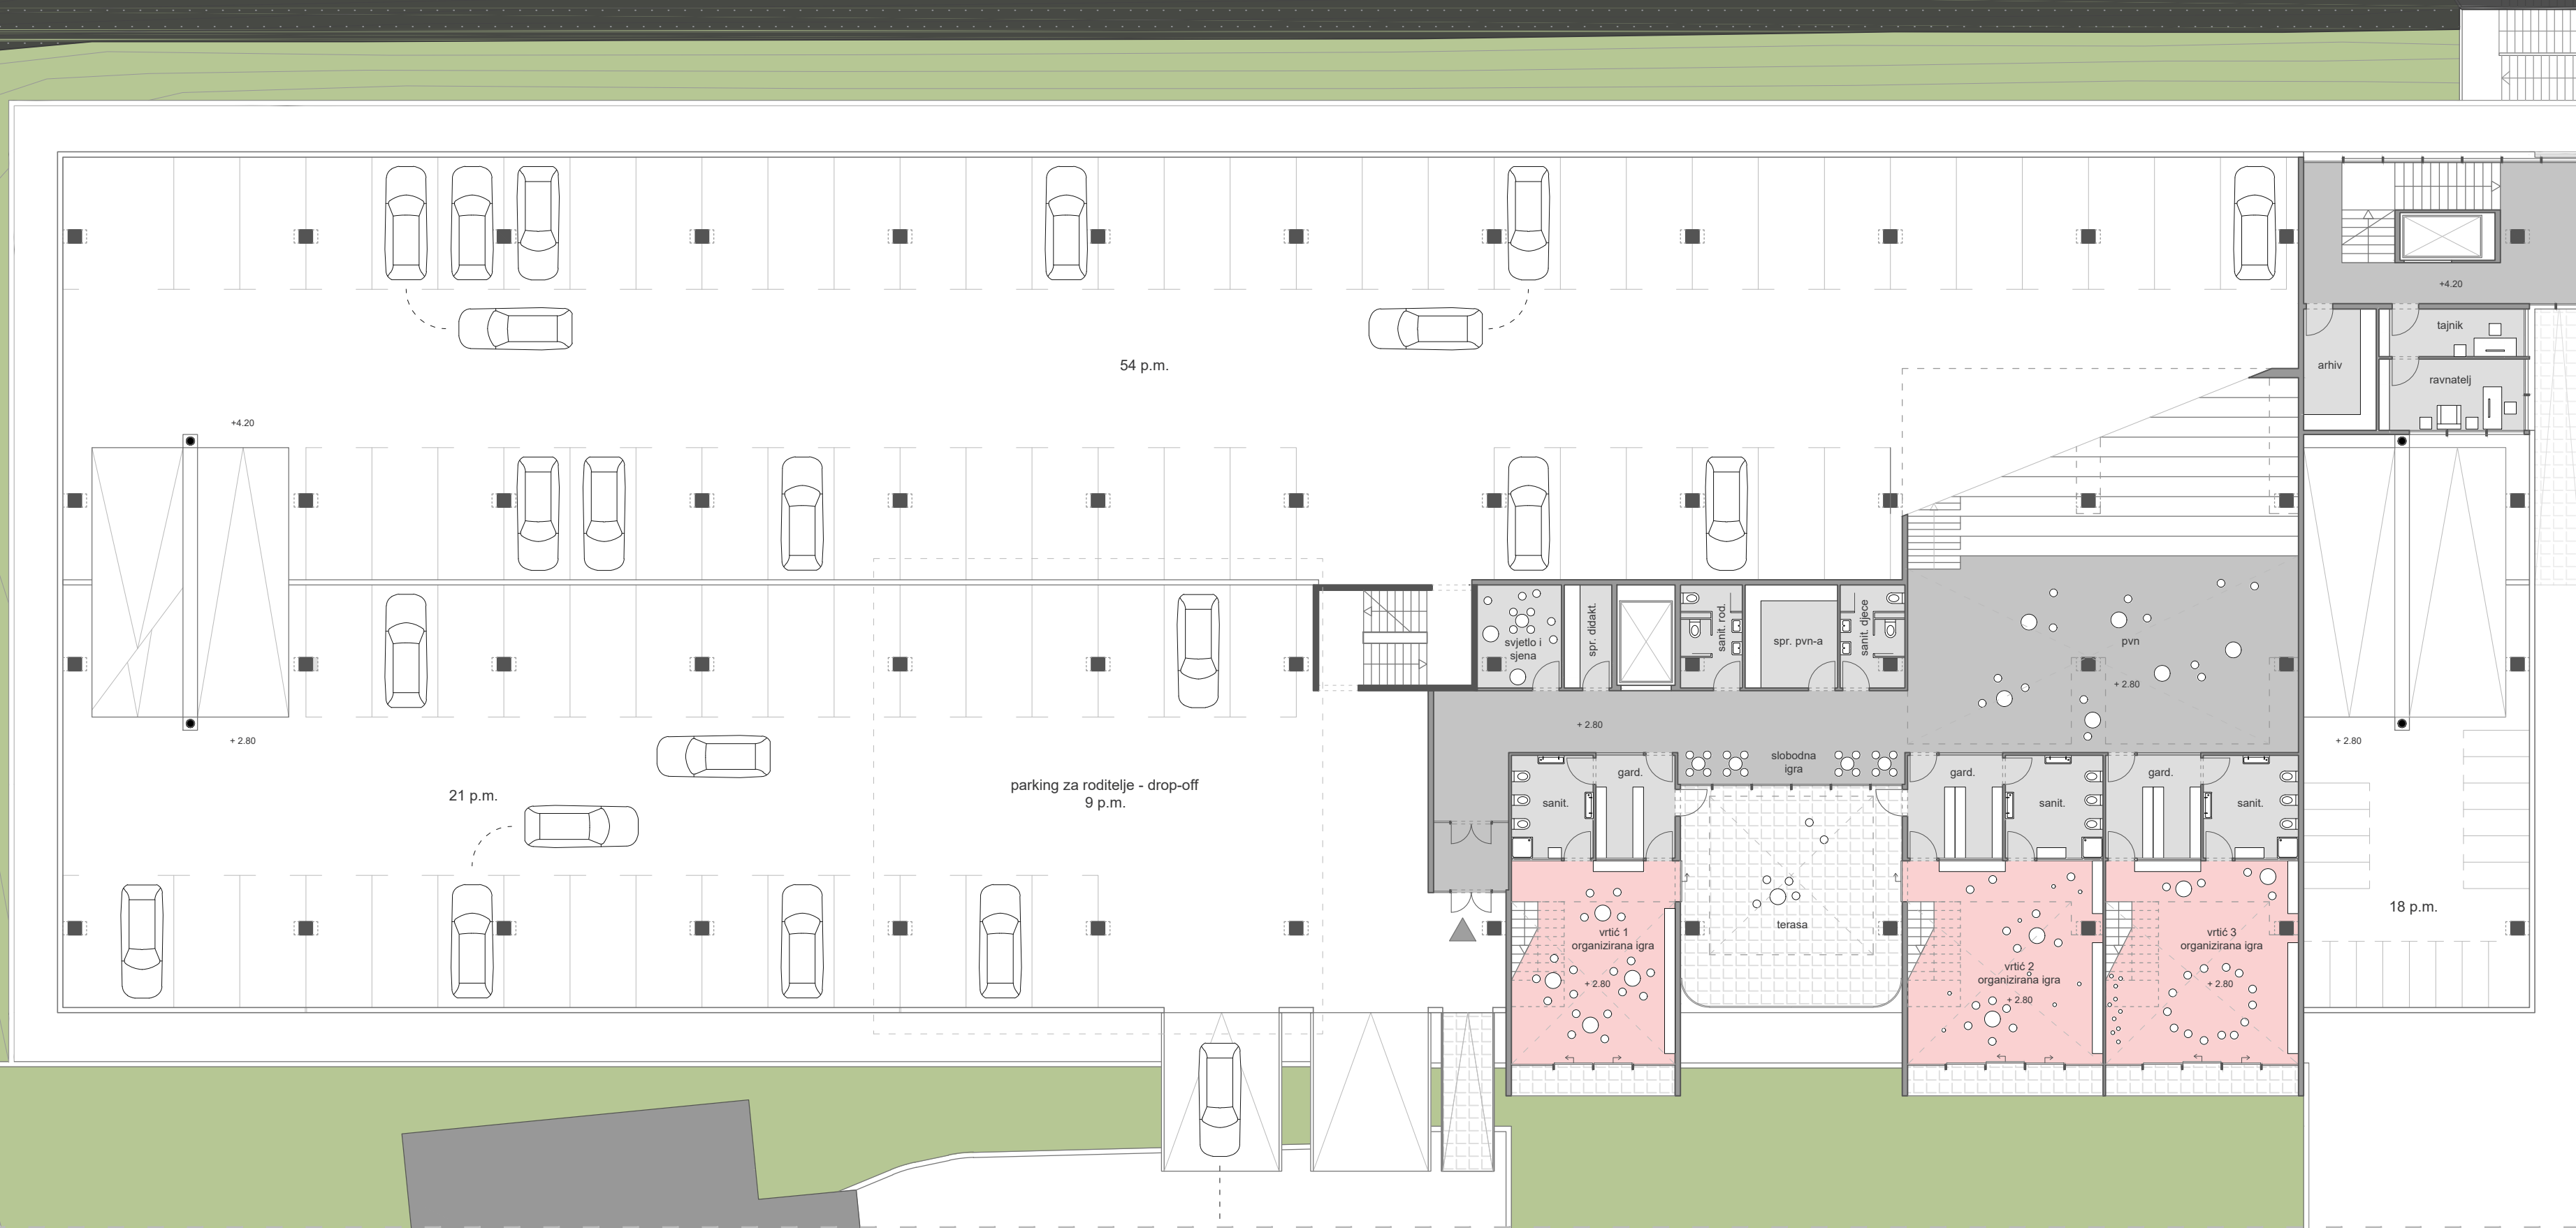 +4.20
tajnik
arhiv
ravnatelj
54 p.m.
+4.20
svjetlo i
sjena
spr. didakt.
sanit. rod.
spr. pvn-a
sanit. djece
pvn
+ 2.80
+ 2.80
+ 2.80
+ 2.80
slobodna
igra
gard.
gard.
gard.
sanit.
sanit.
sanit.
21 p.m.
parking za roditelje - drop-off
9 p.m.
18 p.m.
terasa
vrtić 1
organizirana igra
+ 2.80
vrtić 2
organizirana igra
+ 2.80
vrtić 3
organizirana igra
+ 2.80